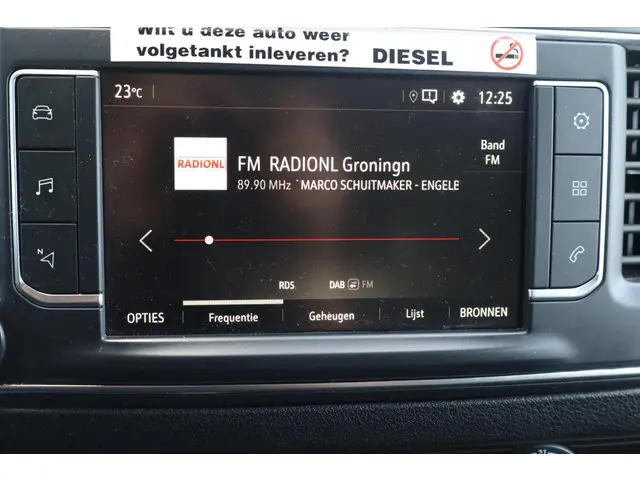 Wilt u deze auto weer
volgetankt inleveren? DIESEL
23°C 12:25
RADIONL
FM RADIONL Groningn
89.90 MHz `MARCO SCHUITMAKER - ENGELE
Band
FM
RDS DAB FM
OPTIES Frequentie Geheugen Lijst BRONNEN
N
21